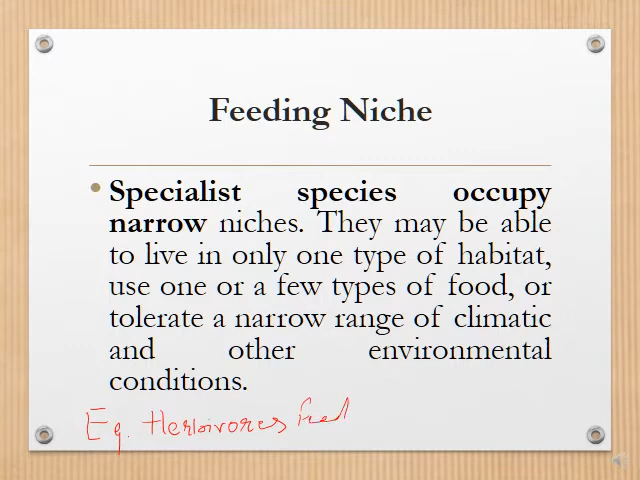 Feeding Niche
• Specialist species occupy
narrow niches. They may be able
to live in only one type of habitat,
use one or a few types of food, or
tolerate a narrow range of climatic
and other environmental
conditions.
Eg. Herbivores Feed